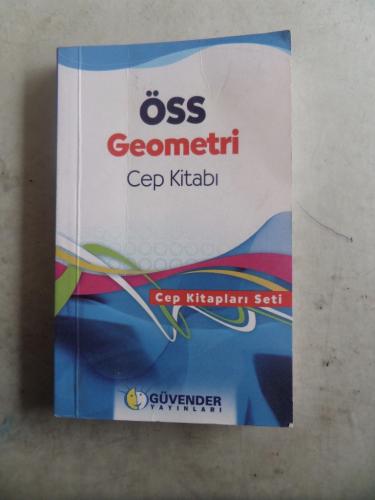 ÖSS
Geometri
Cep Kitabı
Cep Kitapları Seti
GÜVENDER
YAYINLARI